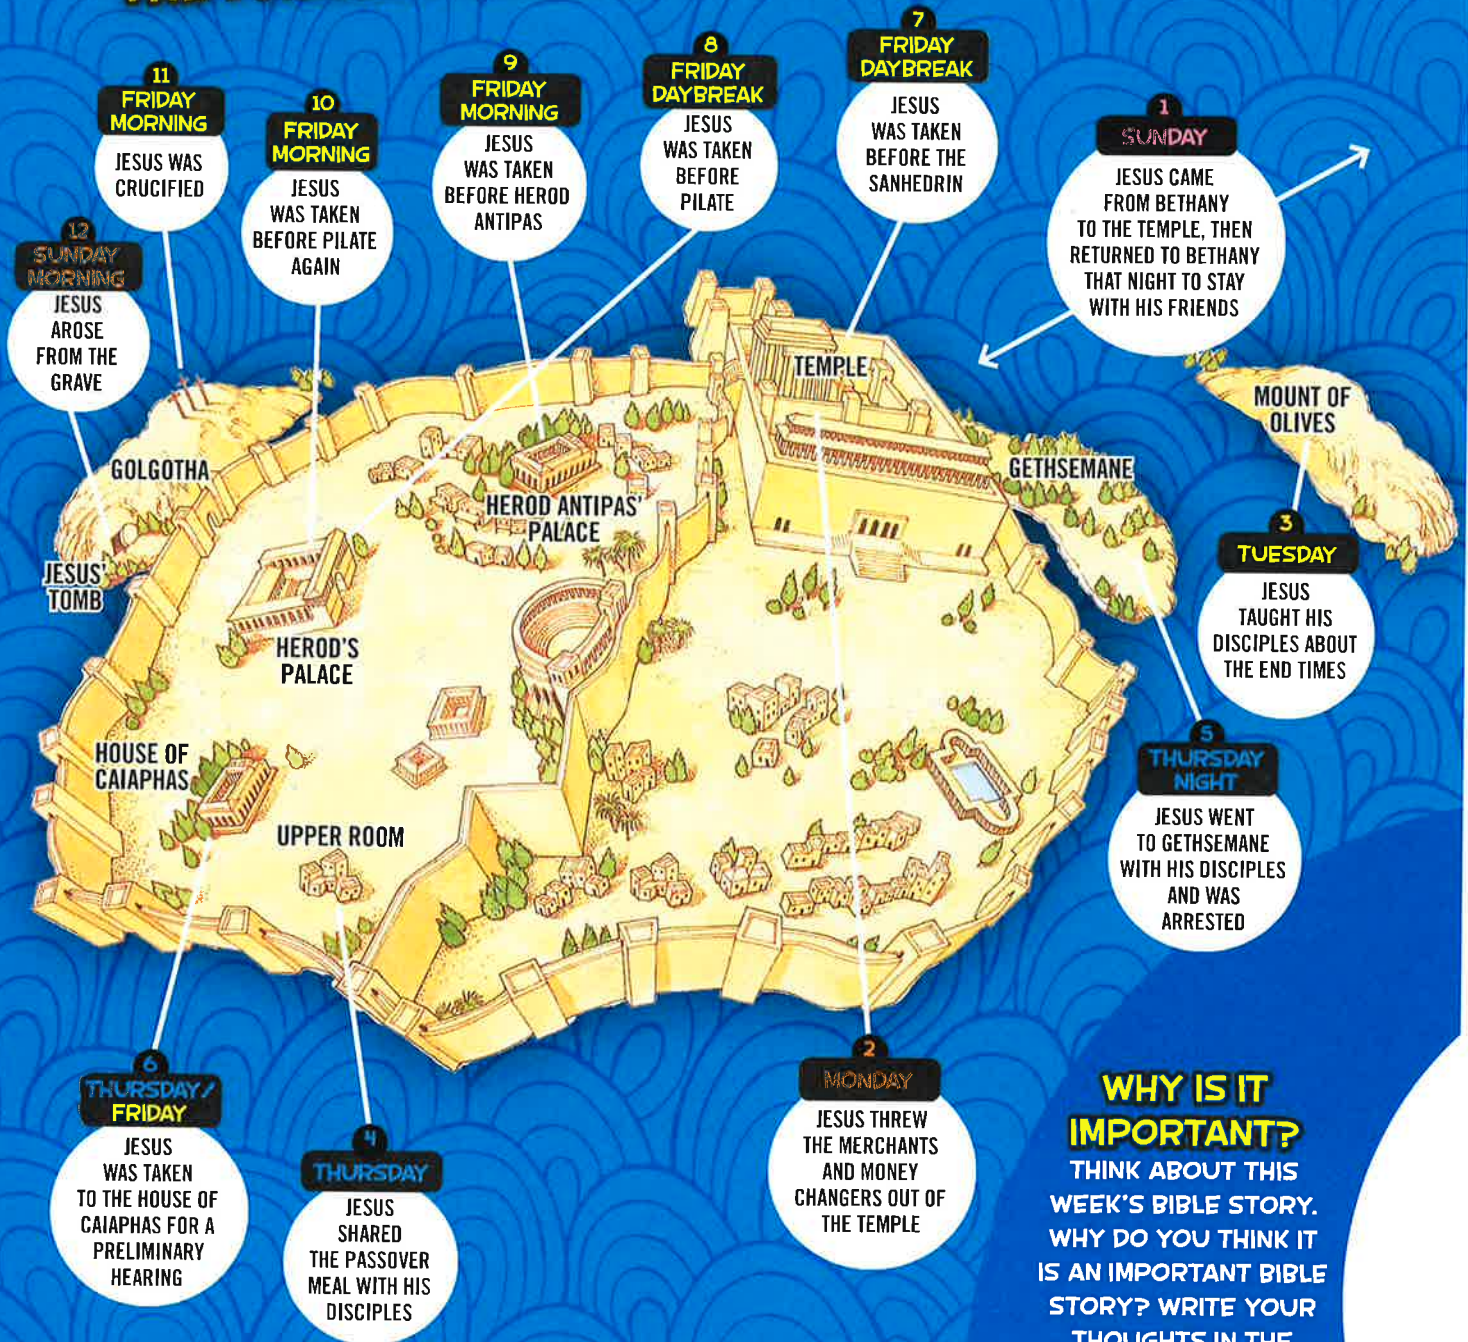 7
FRIDAY
DAYBREAK
JESUS
WAS TAKEN
BEFORE THE
SANHEDRIN
8
FRIDAY
DAYBREAK
JESUS
WAS TAKEN
BEFORE
PILATE
9
FRIDAY
MORNING
JESUS
WAS TAKEN
BEFORE HEROD
ANTIPAS
10
FRIDAY
MORNING
JESUS
WAS TAKEN
BEFORE PILATE
AGAIN
11
FRIDAY
MORNING
JESUS WAS
CRUCIFIED
12
SUNDAY
MORNING
JESUS
AROSE
FROM THE
GRAVE
1
SUNDAY
JESUS CAME
FROM BETHANY
TO THE TEMPLE, THEN
RETURNED TO BETHANY
THAT NIGHT TO STAY
WITH HIS FRIENDS
TEMPLE
MOUNT OF
OLIVES
GOLGOTHA
GETHSEMANE
HEROD ANTIPAS'
PALACE
JESUS'
TOMB
HEROD'S
PALACE
HOUSE OF
CAIAPHAS
UPPER ROOM
3
TUESDAY
JESUS
TAUGHT HIS
DISCIPLES ABOUT
THE END TIMES
5
THURSDAY
NIGHT
JESUS WENT
TO GETHSEMANE
WITH HIS DISCIPLES
AND WAS
ARRESTED
6
THURSDAY/
FRIDAY
JESUS
WAS TAKEN
TO THE HOUSE OF
CAIAPHAS FOR A
PRELIMINARY
HEARING
4
THURSDAY
JESUS
SHARED
THE PASSOVER
MEAL WITH HIS
DISCIPLES
2
MONDAY
JESUS THREW
THE MERCHANTS
AND MONEY
CHANGERS OUT OF
THE TEMPLE
WHY IS IT
IMPORTANT?
THINK ABOUT THIS
WEEK'S BIBLE STORY.
WHY DO YOU THINK IT
IS AN IMPORTANT BIBLE
STORY? WRITE YOUR
THOUGHTS IN THE